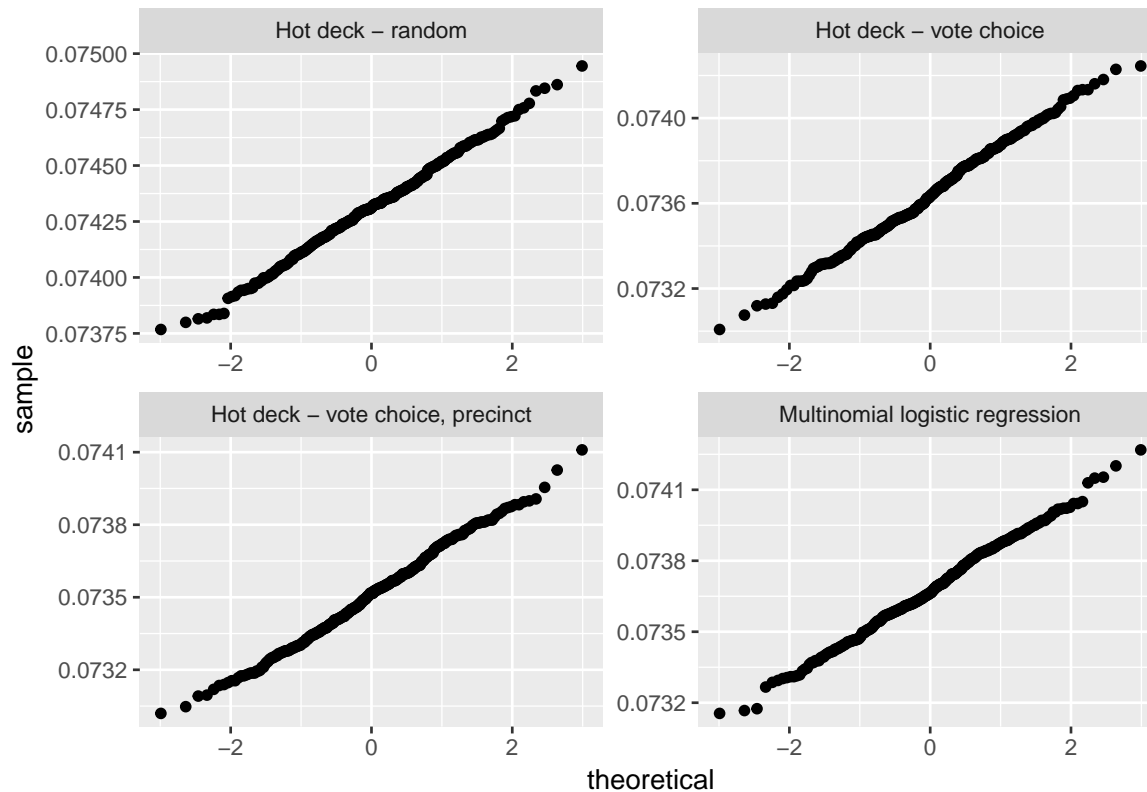 Hot deck − random
Hot deck − vote choice
0.07500
0.07475
0.07450
0.07425
0.07400
0.07375
0.0740
0.0736
0.0732
−2 0 2
−2 0 2
Hot deck − vote choice, precinct
Multinomial logistic regression
0.0741
0.0738
0.0735
0.0732
0.0741
0.0738
0.0735
0.0732
−2 0 2
−2 0 2
sample
theoretical